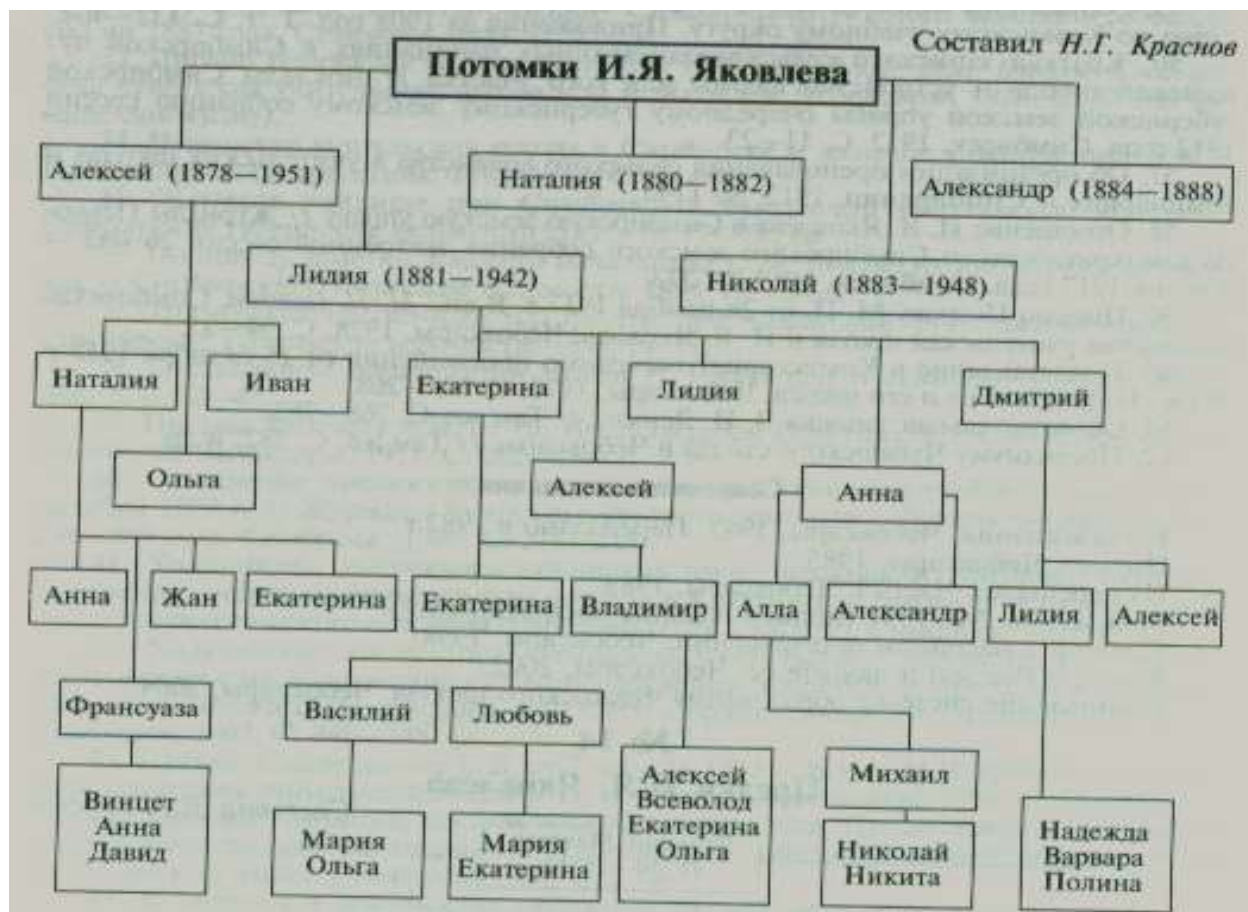 Составил Н.Г. Краснов
Потомки И.Я. Яковлева
Алексей (1878—1951)
Наталия (1880—1882)
Александр (1884—1888)
Лидия (1881—1942)
Николай (1883—1948)
Наталия
Иван
Екатерина
Лидия
Дмитрий
Ольга
Алексей
Анна
Анна
Жан
Екатерина
Екатерина
Владимир
Алла
Александр
Лидия
Алексей
Франсуаза
Василий
Любовь
Михаил
Винцет
Анна
Давид
Мария
Ольга
Мария
Екатерина
Алексей
Всеволод
Екатерина
Ольга
Николай
Никита
Надежда
Варвара
Полина